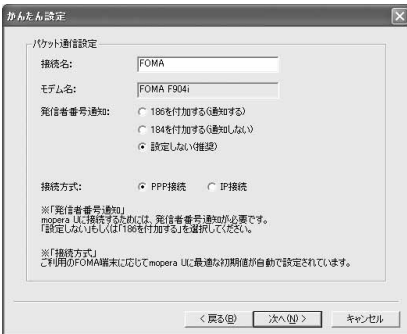 かんたん設定
パケット通信設定
接続名: FOMA
モデム名: FOMA F904i
発信者番号通知: 186を付加する(通知する)
184を付加する(通知しない)
設定しない(推奨)
接続方式: PPP接続 IP接続
※「発信者番号通知」
mopera Uに接続するためには、発信者番号通知が必要です。
「設定しない」もしくは「186を付加する」を選択してください。
※「接続方式」
ご利用のFOMA端末に応じてmopera Uに最適な初期値が自動で設定されています。
< 戻る(B) 次へ(N) > キャンセル